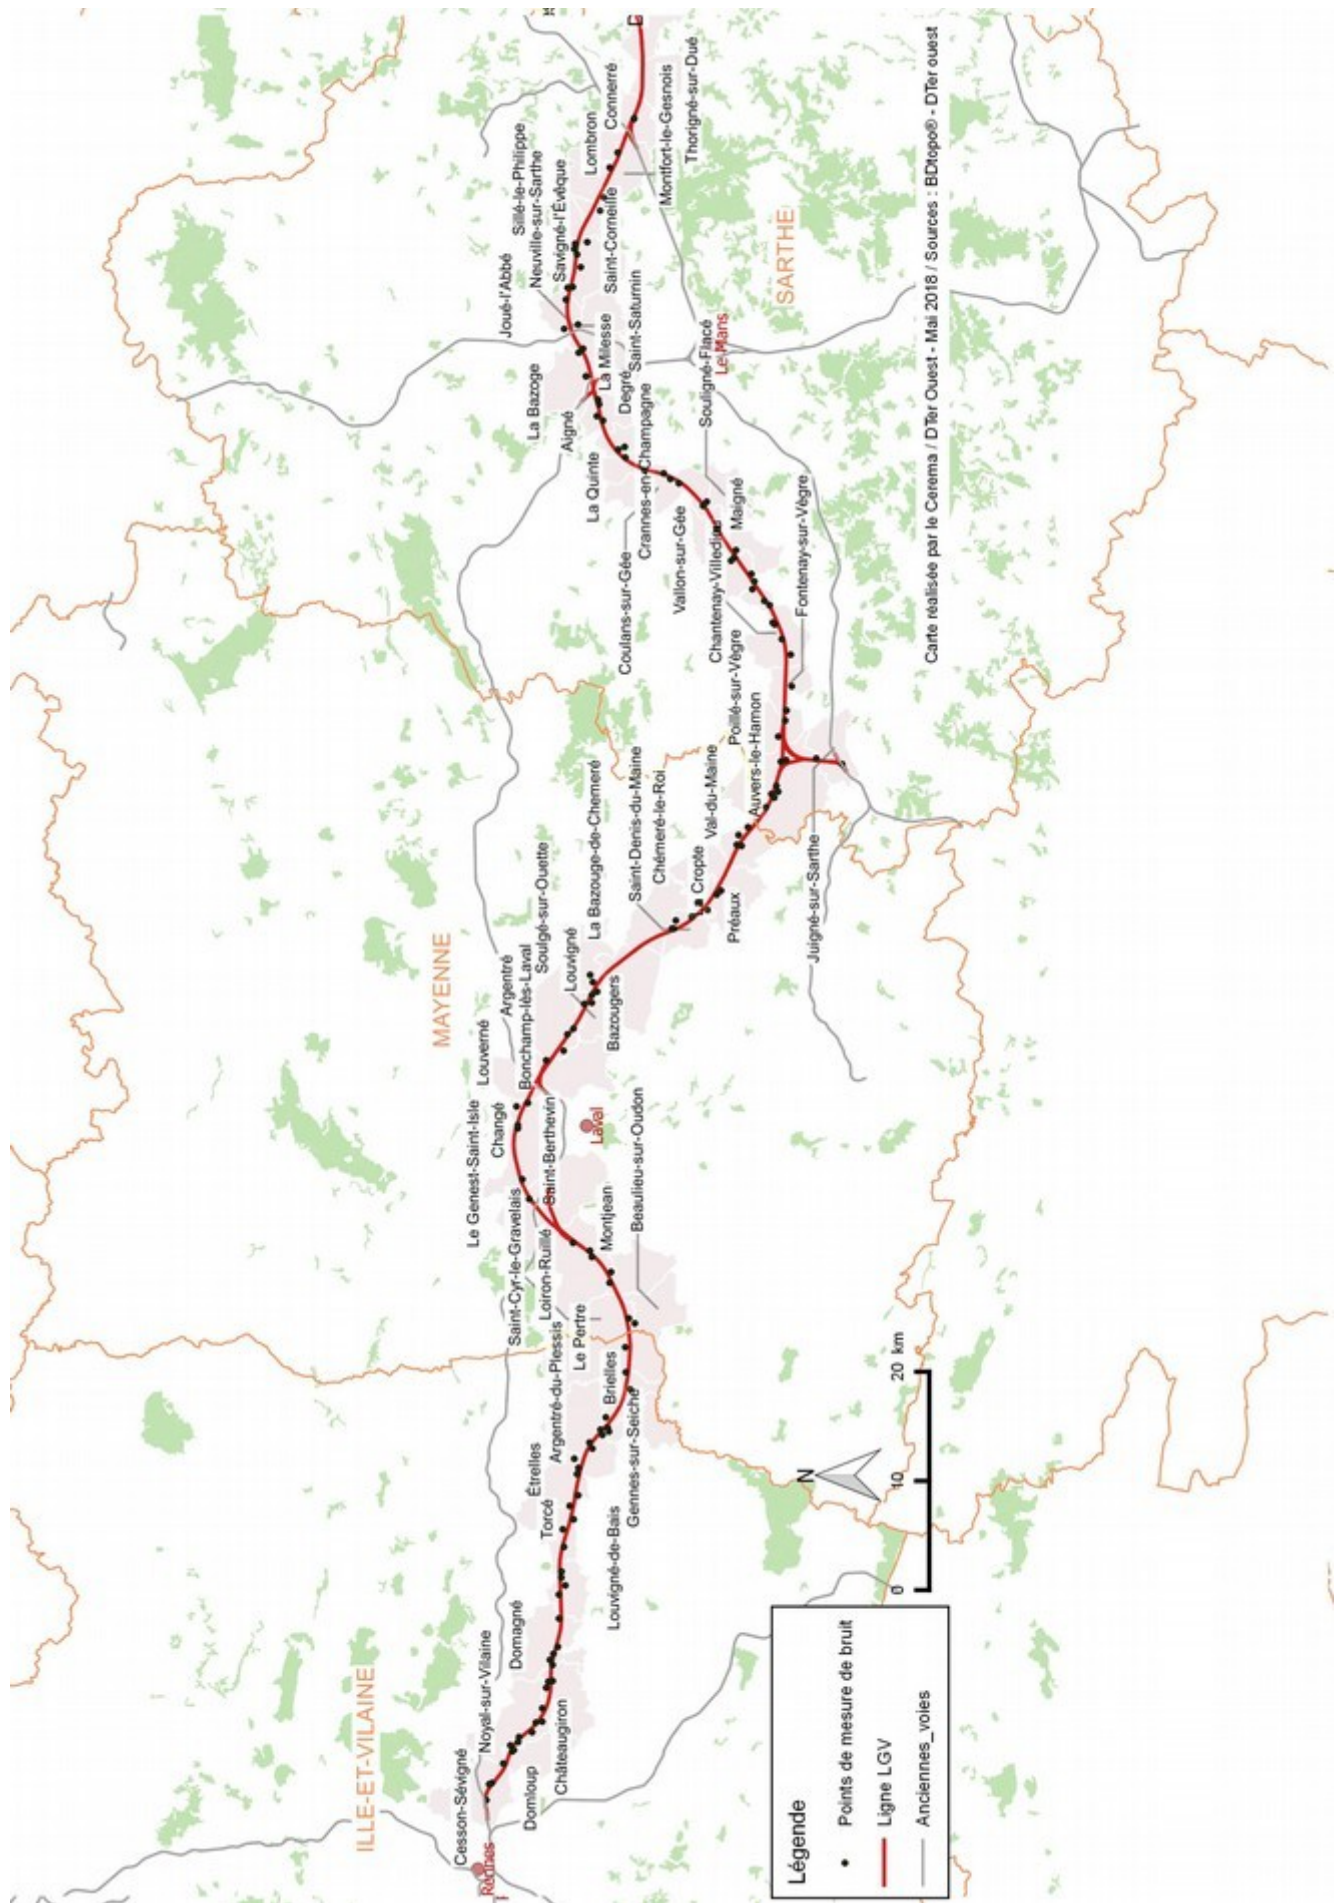 ILLE-ET-VILAINE
MAYENNE
SARTHE
Rennes
Cesson-Sévigné
Noyal-sur-Vilaine
Domloup
Châteaugiron
Domagné
Louvigné-de-Bais
Torcé
Étrelles
Gennes-sur-Seiche
Argentré-du-Plessis
Brielles
Le Pertre
Saint-Cyr-le-Gravelais
Loiron-Ruillé
Beaulieu-sur-Oudon
Montjean
Le Genest-Saint-Isle
Saint-Berthevin
Laval
Changé
Louverné
Bonchamp-lès-Laval
Argentré
Bazougers
Louvigné
Soulgé-sur-Ouette
La Bazouge-de-Chemeré
Saint-Denis-du-Maine
Chémeré-le-Roi
Cropte
Préaux
Val-du-Maine
Auvers-le-Hamon
Juigné-sur-Sarthe
Poillé-sur-Vègre
Fontenay-sur-Vègre
Chantenay-Villedieu
Vallon-sur-Gée
Maigné
Coulans-sur-Gée
Crannes-en-Champagne
Souligné-Flacé
Le Mans
La Quinte
Degré
Aigné
La Milesse
La Bazoge
Saint-Saturnin
Joué-l'Abbé
Neuville-sur-Sarthe
Sillé-le-Philippe
Savigné-l'Évêque
Saint-Corneille
Lombron
Montfort-le-Gesnois
Connerré
Thorigné-sur-Dué
Légende
Points de mesure de bruit
Ligne LGV
Anciennes_voies
N
0 10 20 km
Carte réalisée par le Cerema / DTer Ouest - Mai 2018 / Sources : BDtopo® - DTer ouest